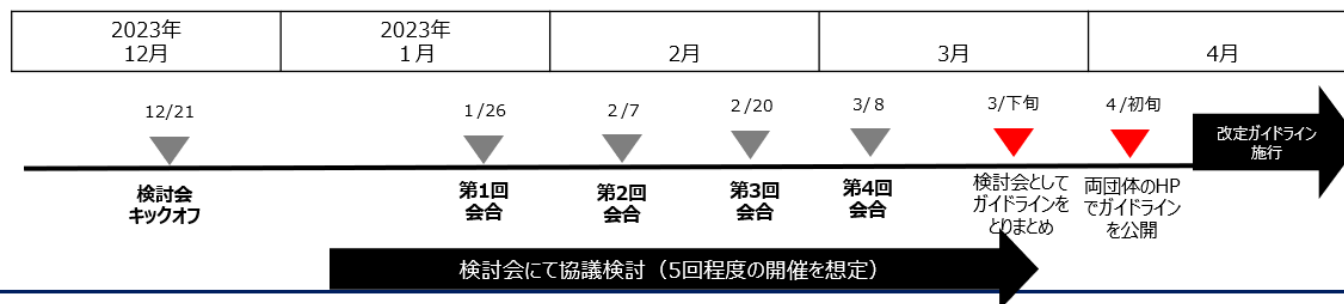 2023年
12月
2023年
1月
2月
3月
4月
12/21
1/26
2/7
2/20
3/8
3/下旬
4/初旬
改定ガイドライン
施行
検討会
キックオフ
第1回
会合
第2回
会合
第3回
会合
第4回
会合
検討会として
ガイドラインを
とりまとめ
両団体のHP
でガイドライン
を公開
検討会にて協議検討（5回程度の開催を想定）